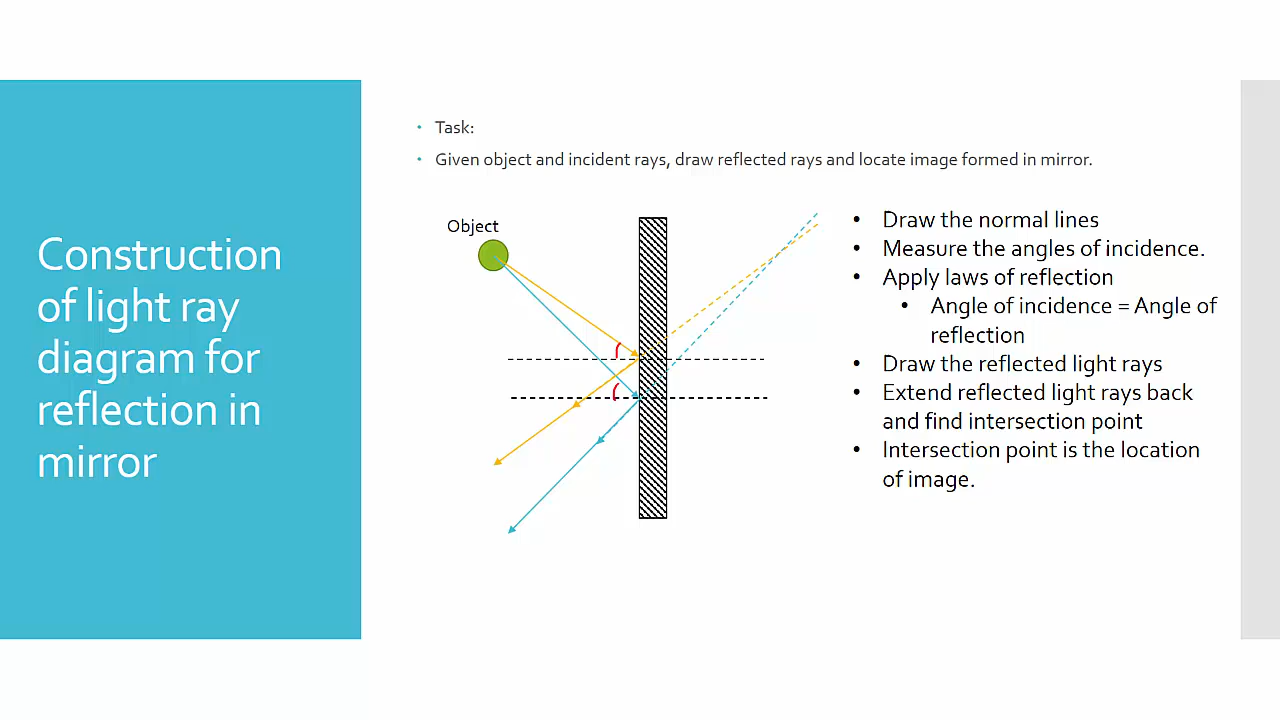 Construction
of light ray
diagram for
reflection in
mirror
• Task:
• Given object and incident rays, draw reflected rays and locate image formed in mirror.
Object
• Draw the normal lines
• Measure the angles of incidence.
• Apply laws of reflection
• Angle of incidence = Angle of
reflection
• Draw the reflected light rays
• Extend reflected light rays back
and find intersection point
• Intersection point is the location
of image.